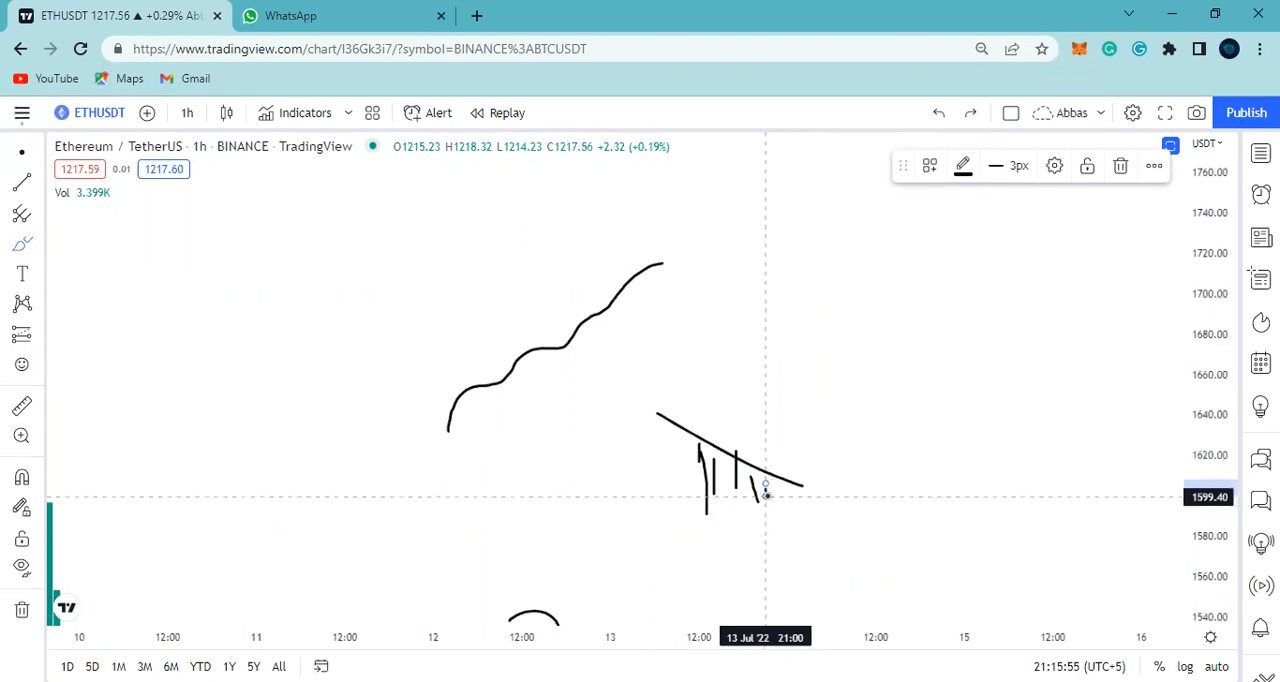 ETHUSDT 1217.56 ▲ +0.29% Ab
WhatsApp
https://www.tradingview.com/chart/I36Gk3i7/?symbol=BINANCE%3ABTCUSDT
YouTube Maps Gmail
ETHUSDT 1h Indicators Alert Replay Abbas Publish
Ethereum / TetherUS · 1h · BINANCE · TradingView O1215.23 H1218.32 L1214.23 C1217.56 +2.32 (+0.19%) USDT
1217.59 0.01 1217.60
3px
Vol 3.399K
1760.00
1740.00
1720.00
1700.00
1680.00
1660.00
1640.00
1620.00
1599.40
1580.00
1560.00
1540.00
10 12:00 11 12:00 12 12:00 13 12:00 13 Jul '22 21:00 12:00 15 12:00 16
1D 5D 1M 3M 6M YTD 1Y 5Y All 21:15:55 (UTC+5) % log auto